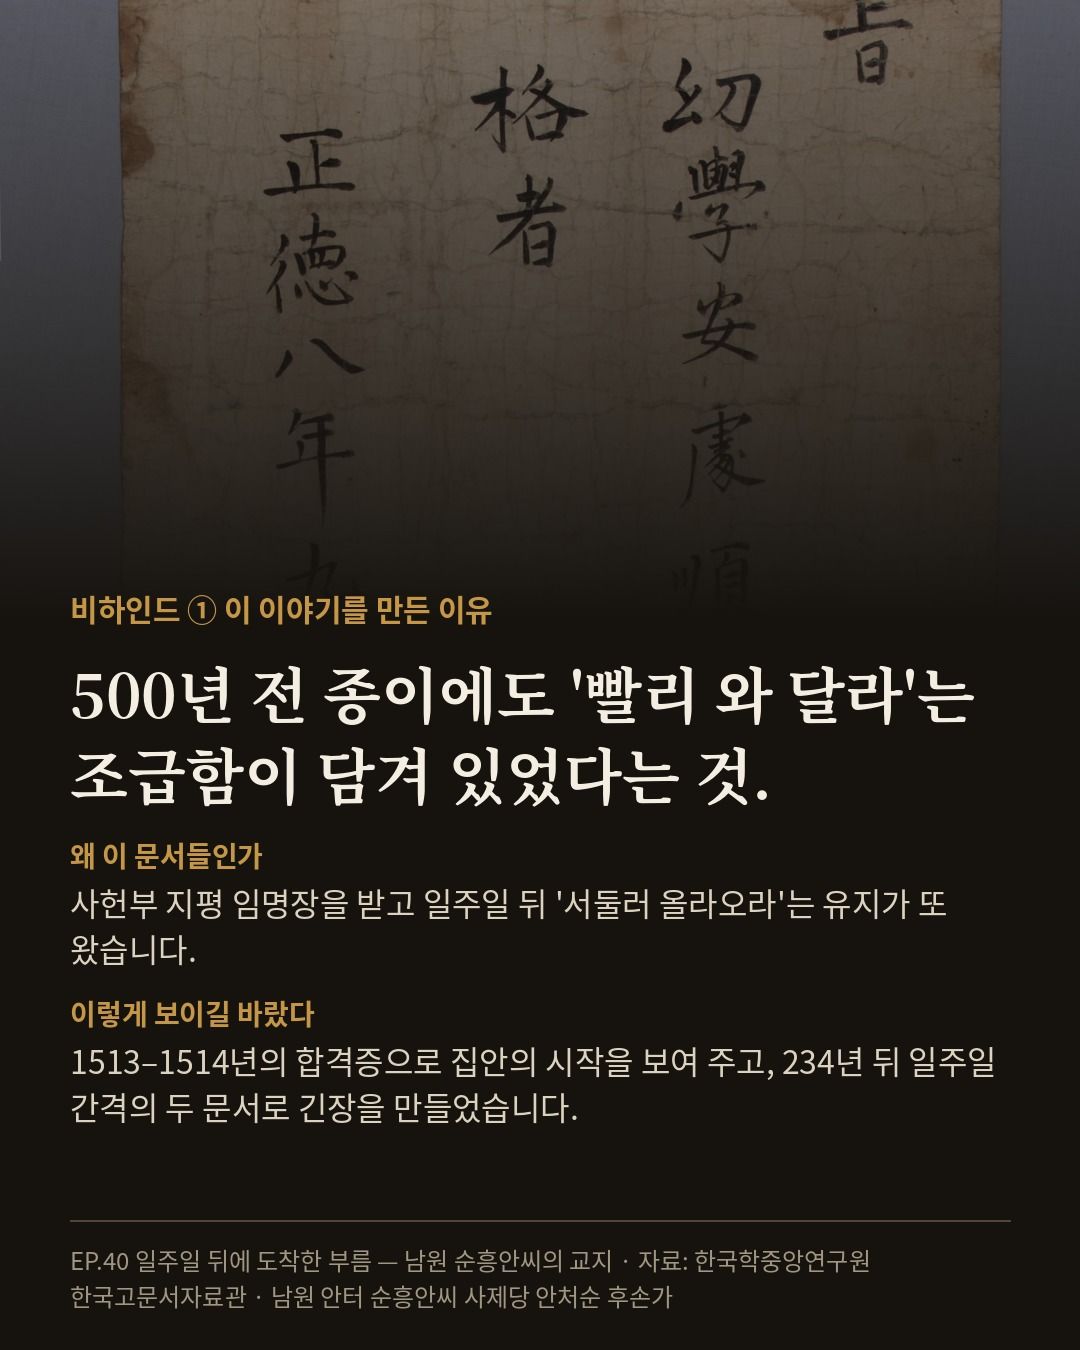 旨
幼學安處順
格者
正德八年九
비하인드 ① 이 이야기를 만든 이유
500년 전 종이에도 '빨리 와 달라'는
조급함이 담겨 있었다는 것.
왜 이 문서들인가
사헌부 지평 임명장을 받고 일주일 뒤 '서둘러 올라오라'는 유지가 또
왔습니다.
이렇게 보이길 바랐다
1513–1514년의 합격증으로 집안의 시작을 보여 주고, 234년 뒤 일주일
간격의 두 문서로 긴장을 만들었습니다.
EP.40 일주일 뒤에 도착한 부름 — 남원 순흥안씨의 교지 · 자료: 한국학중앙연구원
한국고문서자료관 · 남원 안터 순흥안씨 사제당 안처순 후손가